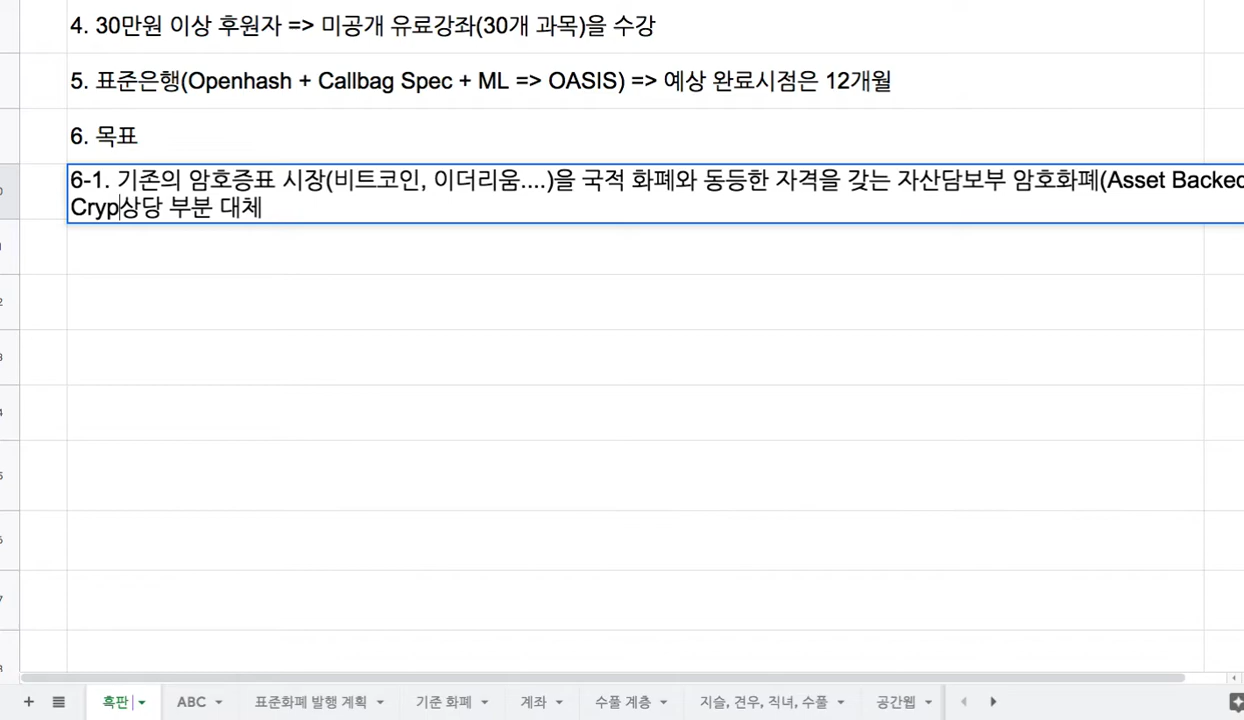 4. 30만원 이상 후원자 => 미공개 유료강좌(30개 과목)을 수강
5. 표준은행(Openhash + Callbag Spec + ML => OASIS) => 예상 완료시점은 12개월
6. 목표
6-1. 기존의 암호증표 시장(비트코인, 이더리움....)을 국적 화폐와 동등한 자격을 갖는 자산담보부 암호화폐(Asset Backed
Cryp상당 부분 대체
흑판 ABC 표준화폐 발행 계획 기준 화폐 계좌 수풀 계층 지슬, 견우, 직녀, 수풀 공간웹